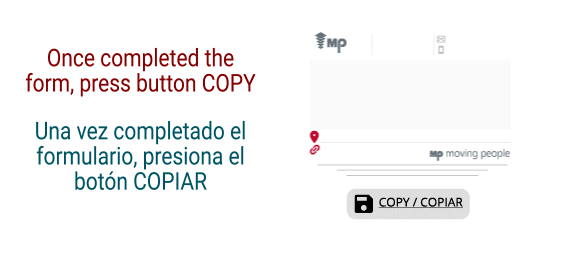 Once completed the
form, press button COPY
Una vez completado el
formulario, presiona el
botón COPIAR
MP
MP moving people
COPY / COPIAR